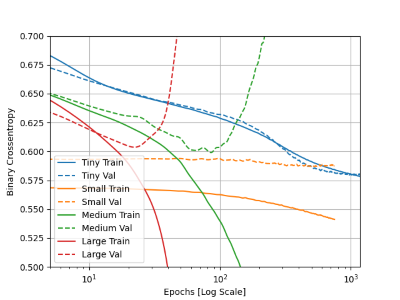 0.700
0.675
0.650
0.625
0.600
0.575
0.550
0.525
0.500
Binary Crossentropy
Tiny Train
Tiny Val
Small Train
Small Val
Medium Train
Medium Val
Large Train
Large Val
10¹
10²
10³
Epochs [Log Scale]